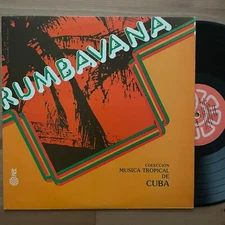 RUMBAVANA
COLECCION
MUSICA TROPICAL
DE
CUBA